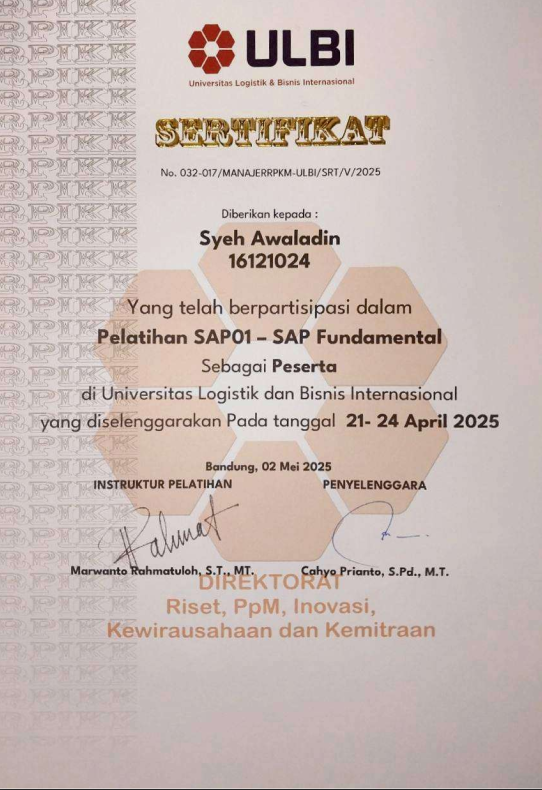 ULBI
Universitas Logistik & Bisnis Internasional
SERTIFIKAT
No. 032-017/MANAJERRPKM-ULBI/SRT/V/2025
Diberikan kepada :
Syeh Awaladin
16121024
Yang telah berpartisipasi dalam
Pelatihan SAP01 – SAP Fundamental
Sebagai Peserta
di Universitas Logistik dan Bisnis Internasional
yang diselenggarakan Pada tanggal 21- 24 April 2025
Bandung, 02 Mei 2025
INSTRUKTUR PELATIHAN PENYELENGGARA
Rahmat
Marwanto Rahmatuloh, S.T., MT. Cahyo Prianto, S.Pd., M.T.
DIREKTORAT
Riset, PpM, Inovasi,
Kewirausahaan dan Kemitraan